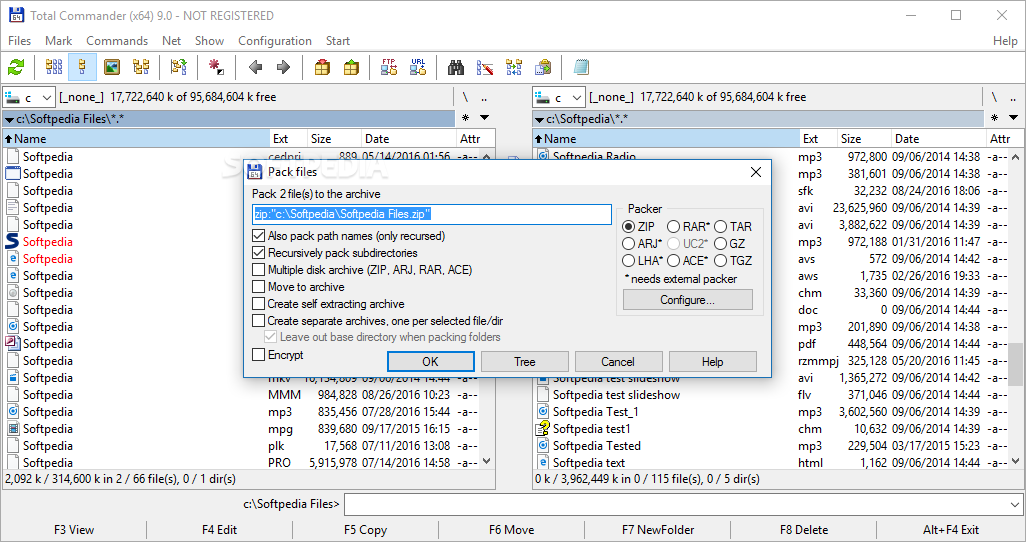 Total Commander (x64) 9.0 - NOT REGISTERED
Files Mark Commands Net Show Configuration Start Help
FTP URL
c [_none_] 17,722,640 k of 95,684,604 k free \ ..
c:\Softpedia Files\*.*
Name Ext Size Date Attr
Softpedia cednri 889 05/14/2016 01:56 -a--
Softpedia
Softpedia
Softpedia
Softpedia
Softpedia
Softpedia
Softpedia
Softpedia
Softpedia
Softpedia
Softpedia
Softpedia
Softpedia mkv
Softpedia MMM 984,828 08/26/2016 10:23 -a--
Softpedia mp3 835,456 07/28/2016 15:44 -a--
Softpedia mpg 839,680 09/17/2015 16:15 -a--
Softpedia plk 17,568 07/11/2016 13:08 -a--
Softpedia PRO 5,915,978 07/14/2016 14:58 -a--
2,092 k / 314,600 k in 2 / 66 file(s), 0 / 1 dir(s)
SOFTPEDIA
Pack files
Pack 2 file(s) to the archive
zip:"c:\Softpedia\Softpedia Files.zip"
Also pack path names (only recursed)
Recursively pack subdirectories
Multiple disk archive (ZIP, ARJ, RAR, ACE)
Move to archive
Create self extracting archive
Create separate archives, one per selected file/dir
Leave out base directory when packing folders
Encrypt
Packer
ZIP RAR* TAR
ARJ* UC2* GZ
LHA* ACE* TGZ
* needs external packer
Configure...
OK Tree Cancel Help
c [_none_] 17,722,640 k of 95,684,604 k free \ ..
c:\Softpedia\*.*
Name Ext Size Date Attr
Softpedia Radio mp3 972,800 09/06/2014 14:38 -a--
mp3 381,601 09/06/2014 14:38 -a--
sfk 32,232 08/24/2016 18:06 -a--
avi 23,625,960 09/06/2014 14:39 -a--
avi 3,882,622 09/06/2014 14:39 -a--
mp3 972,188 01/31/2016 11:47 -a--
avs 572 09/06/2014 14:42 -a--
aws 1,735 02/26/2016 19:33 -a--
chm 33,360 09/06/2014 14:39 -a--
doc 0 09/06/2014 14:44 -a--
mp3 201,890 09/06/2014 14:38 -a--
pdf 448,564 09/06/2014 14:44 -a--
rzmmpj 325,128 05/20/2016 11:45 -a--
Softpedia test slideshow avi 1,365,272 09/06/2014 14:42 -a--
Softpedia test slideshow flv 371,046 09/06/2014 14:44 -a--
Softpedia Test_1 mp3 3,602,560 09/06/2014 14:39 -a--
Softpedia test1 chm 10,632 09/06/2014 14:39 -a--
Softpedia Tested mp3 229,504 03/17/2015 15:23 -a--
Softpedia text html 1,162 09/06/2014 14:44 -a--
0 k / 3,962,449 k in 0 / 115 file(s), 0 / 5 dir(s)
c:\Softpedia Files>
F3 View F4 Edit F5 Copy F6 Move F7 NewFolder F8 Delete Alt+F4 Exit